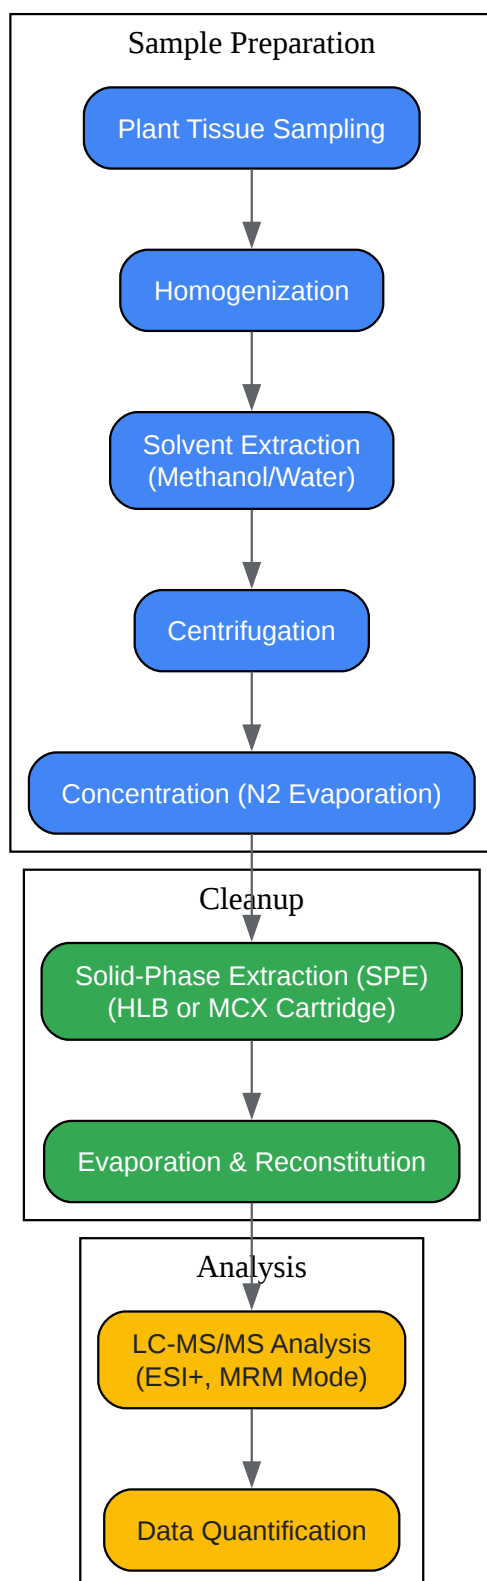 Sample Preparation
Plant Tissue Sampling
Homogenization
Solvent Extraction
(Methanol/Water)
Centrifugation
Concentration (N2 Evaporation)
Cleanup
Solid-Phase Extraction (SPE)
(HLB or MCX Cartridge)
Evaporation & Reconstitution
Analysis
LC-MS/MS Analysis
(ESI+, MRM Mode)
Data Quantification